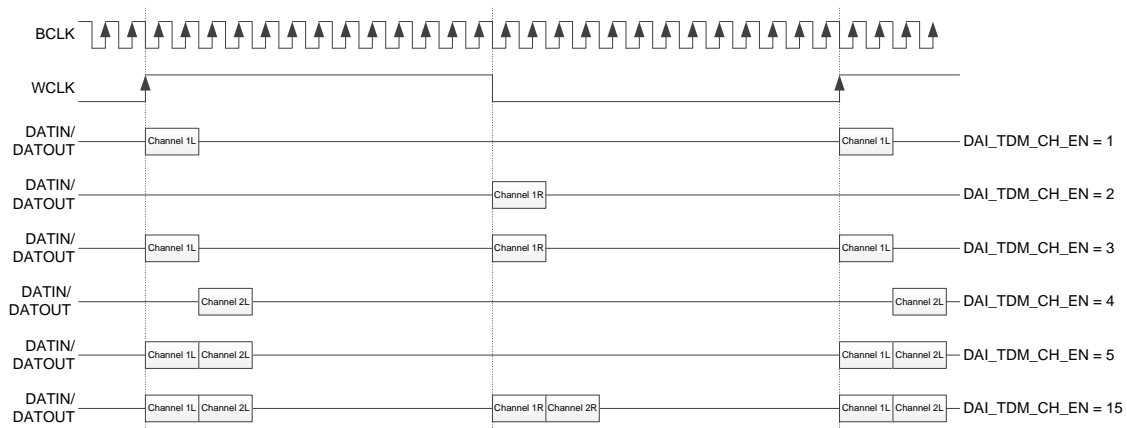 BCLK
WCLK
DATIN/
DATOUT
Channel 1L
Channel 1L
DAI_TDM_CH_EN = 1
DATIN/
DATOUT
Channel 1R
DAI_TDM_CH_EN = 2
DATIN/
DATOUT
Channel 1L
Channel 1R
Channel 1L
DAI_TDM_CH_EN = 3
DATIN/
DATOUT
Channel 2L
Channel 2L
DAI_TDM_CH_EN = 4
DATIN/
DATOUT
Channel 1L
Channel 2L
Channel 1L
Channel 2L
DAI_TDM_CH_EN = 5
DATIN/
DATOUT
Channel 1L
Channel 2L
Channel 1R
Channel 2R
Channel 1L
Channel 2L
DAI_TDM_CH_EN = 15